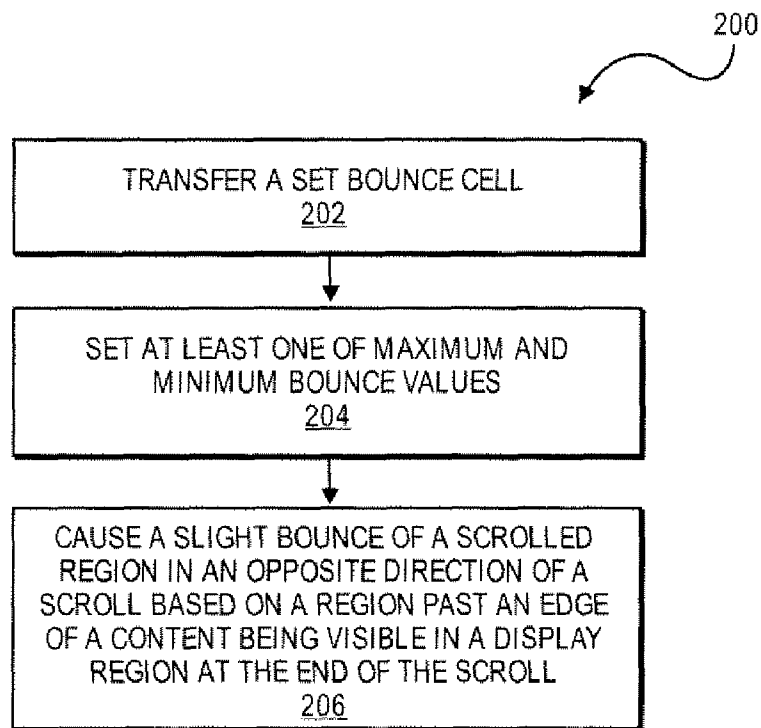 200
TRANSFER A SET BOUNCE CELL
202
SET AT LEAST ONE OF MAXIMUM AND
MINIMUM BOUNCE VALUES
204
CAUSE A SLIGHT BOUNCE OF A SCROLLED
REGION IN AN OPPOSITE DIRECTION OF A
SCROLL BASED ON A REGION PAST AN EDGE
OF A CONTENT BEING VISIBLE IN A DISPLAY
REGION AT THE END OF THE SCROLL
206